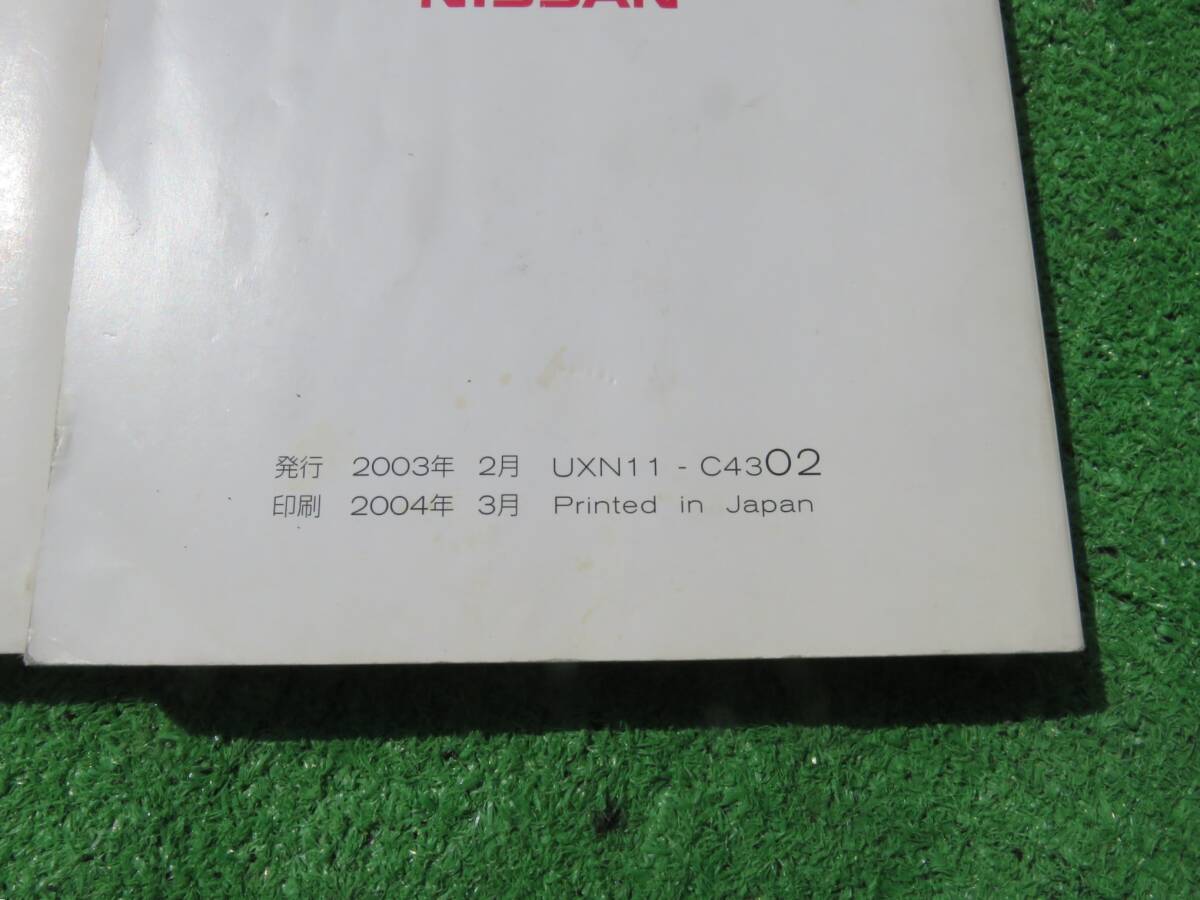 NISSAN
発行 2003年 2月 UXN11 - C4302
印刷 2004年 3月 Printed in Japan